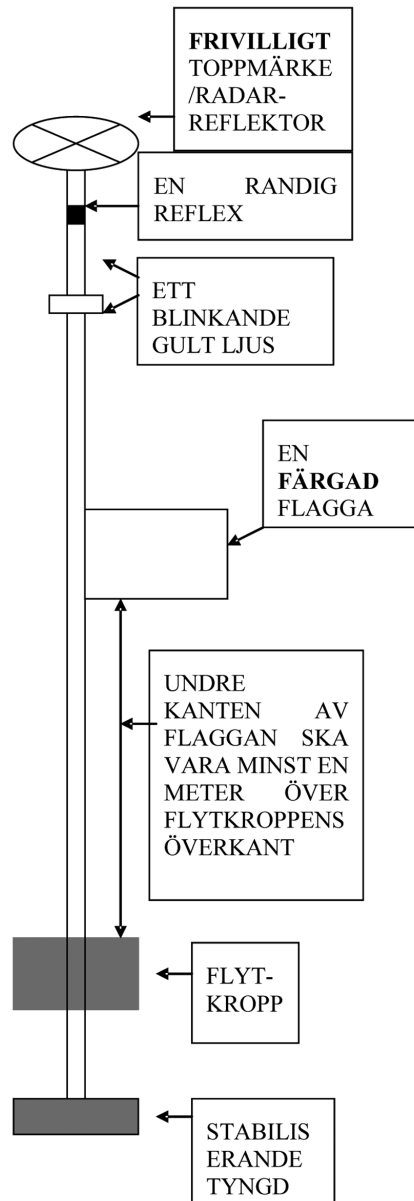 FRIVILLIGT
TOPPMÄRKE
/RADAR-
REFLEKTOR
EN RANDIG
REFLEX
ETT
BLINKANDE
GULT LJUS
EN
FÄRGAD
FLAGGA
UNDRE
KANTEN AV
FLAGGAN SKA
VARA MINST EN
METER ÖVER
FLYTKROPPENS
ÖVERKANT
FLYT-
KROPP
STABILIS
ERANDE
TYNGD